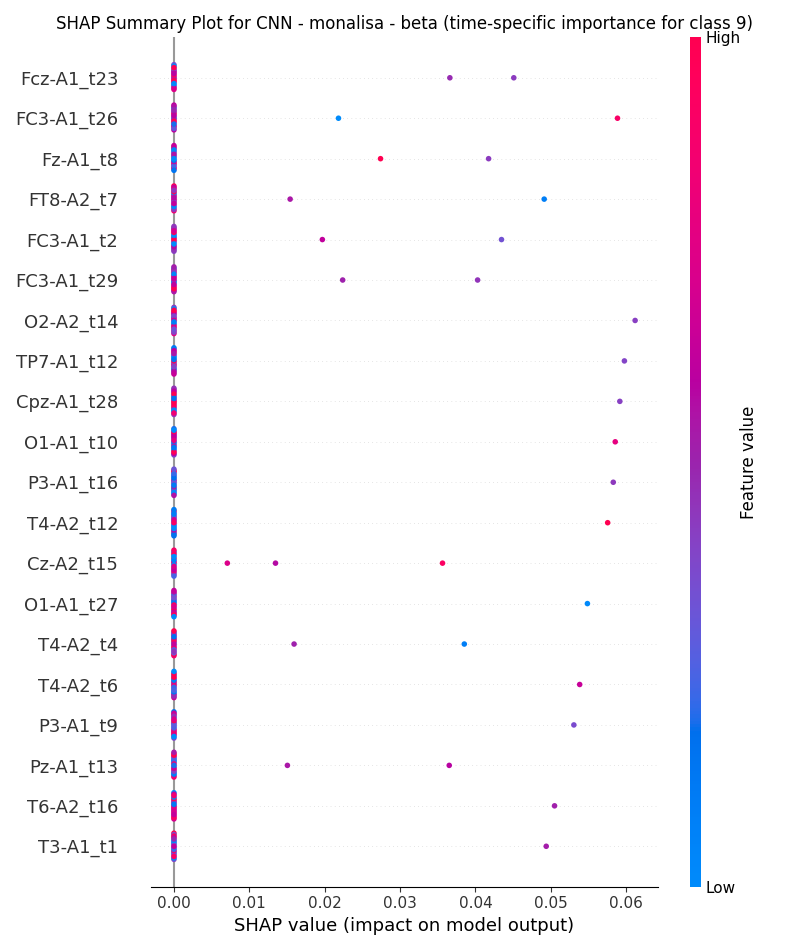 SHAP Summary Plot for CNN - monalisa - beta (time-specific importance for class 9)
High
Fcz-A1_t23
FC3-A1_t26
Fz-A1_t8
FT8-A2_t7
FC3-A1_t2
FC3-A1_t29
O2-A2_t14
TP7-A1_t12
Cpz-A1_t28
O1-A1_t10
P3-A1_t16
T4-A2_t12
Cz-A2_t15
O1-A1_t27
T4-A2_t4
T4-A2_t6
P3-A1_t9
Pz-A1_t13
T6-A2_t16
T3-A1_t1
Feature value
Low
0.00 0.01 0.02 0.03 0.04 0.05 0.06
SHAP value (impact on model output)